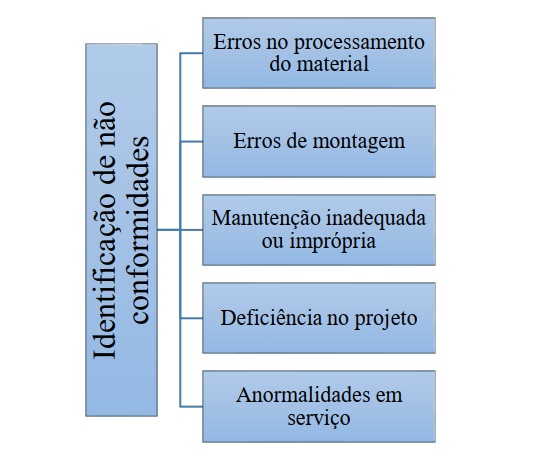 Identificação de não
conformidades
Erros no processamento
do material
Erros de montagem
Manutenção inadequada
ou imprópria
Deficiência no projeto
Anormalidades em
serviço